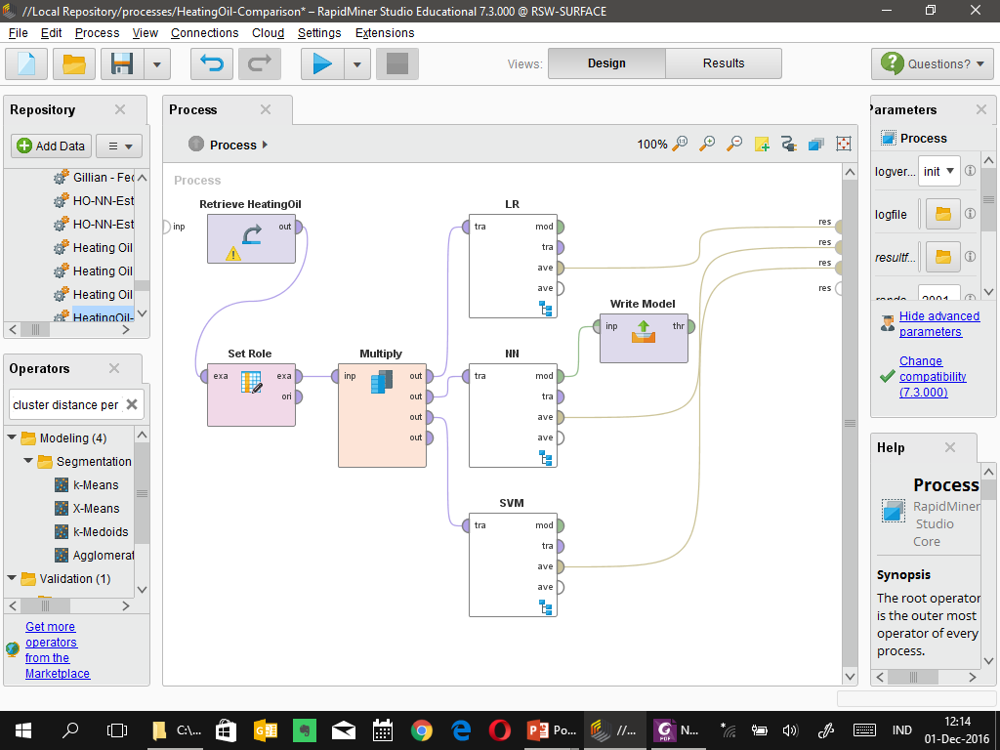 //Local Repository/processes/HeatingOil-Comparison* – RapidMiner Studio Educational 7.3.000 @ RSW-SURFACE
File Edit Process View Connections Cloud Settings Extensions
Views: Design Results Questions?
Repository
Add Data
Gillian - Fec
HO-NN-Est
HO-NN-Est
Heating Oil
Heating Oil
Heating Oil
HeatingOil-
Operators
cluster distance per
Modeling (4)
Segmentation
k-Means
X-Means
k-Medoids
Agglomerat
Validation (1)
Get more
operators
from the
Marketplace
Process
Process
100%
Process
inp
Retrieve HeatingOil
out
Set Role
exa exa
ori
Multiply
inp out
out
out
out
LR
tra mod
tra
ave
ave
NN
tra mod
tra
ave
ave
SVM
tra mod
tra
ave
ave
Write Model
inp thr
res
res
res
res
Parameters
Process
logver... init
logfile
resultf...
2001
Hide advanced
parameters
Change
compatibility
(7.3.000)
Help
Process
RapidMiner
Studio
Core
Synopsis
The root operator
is the outer most
operator of every
process.
C:\...
Po...
//...
N...
IND
12:14
01-Dec-2016